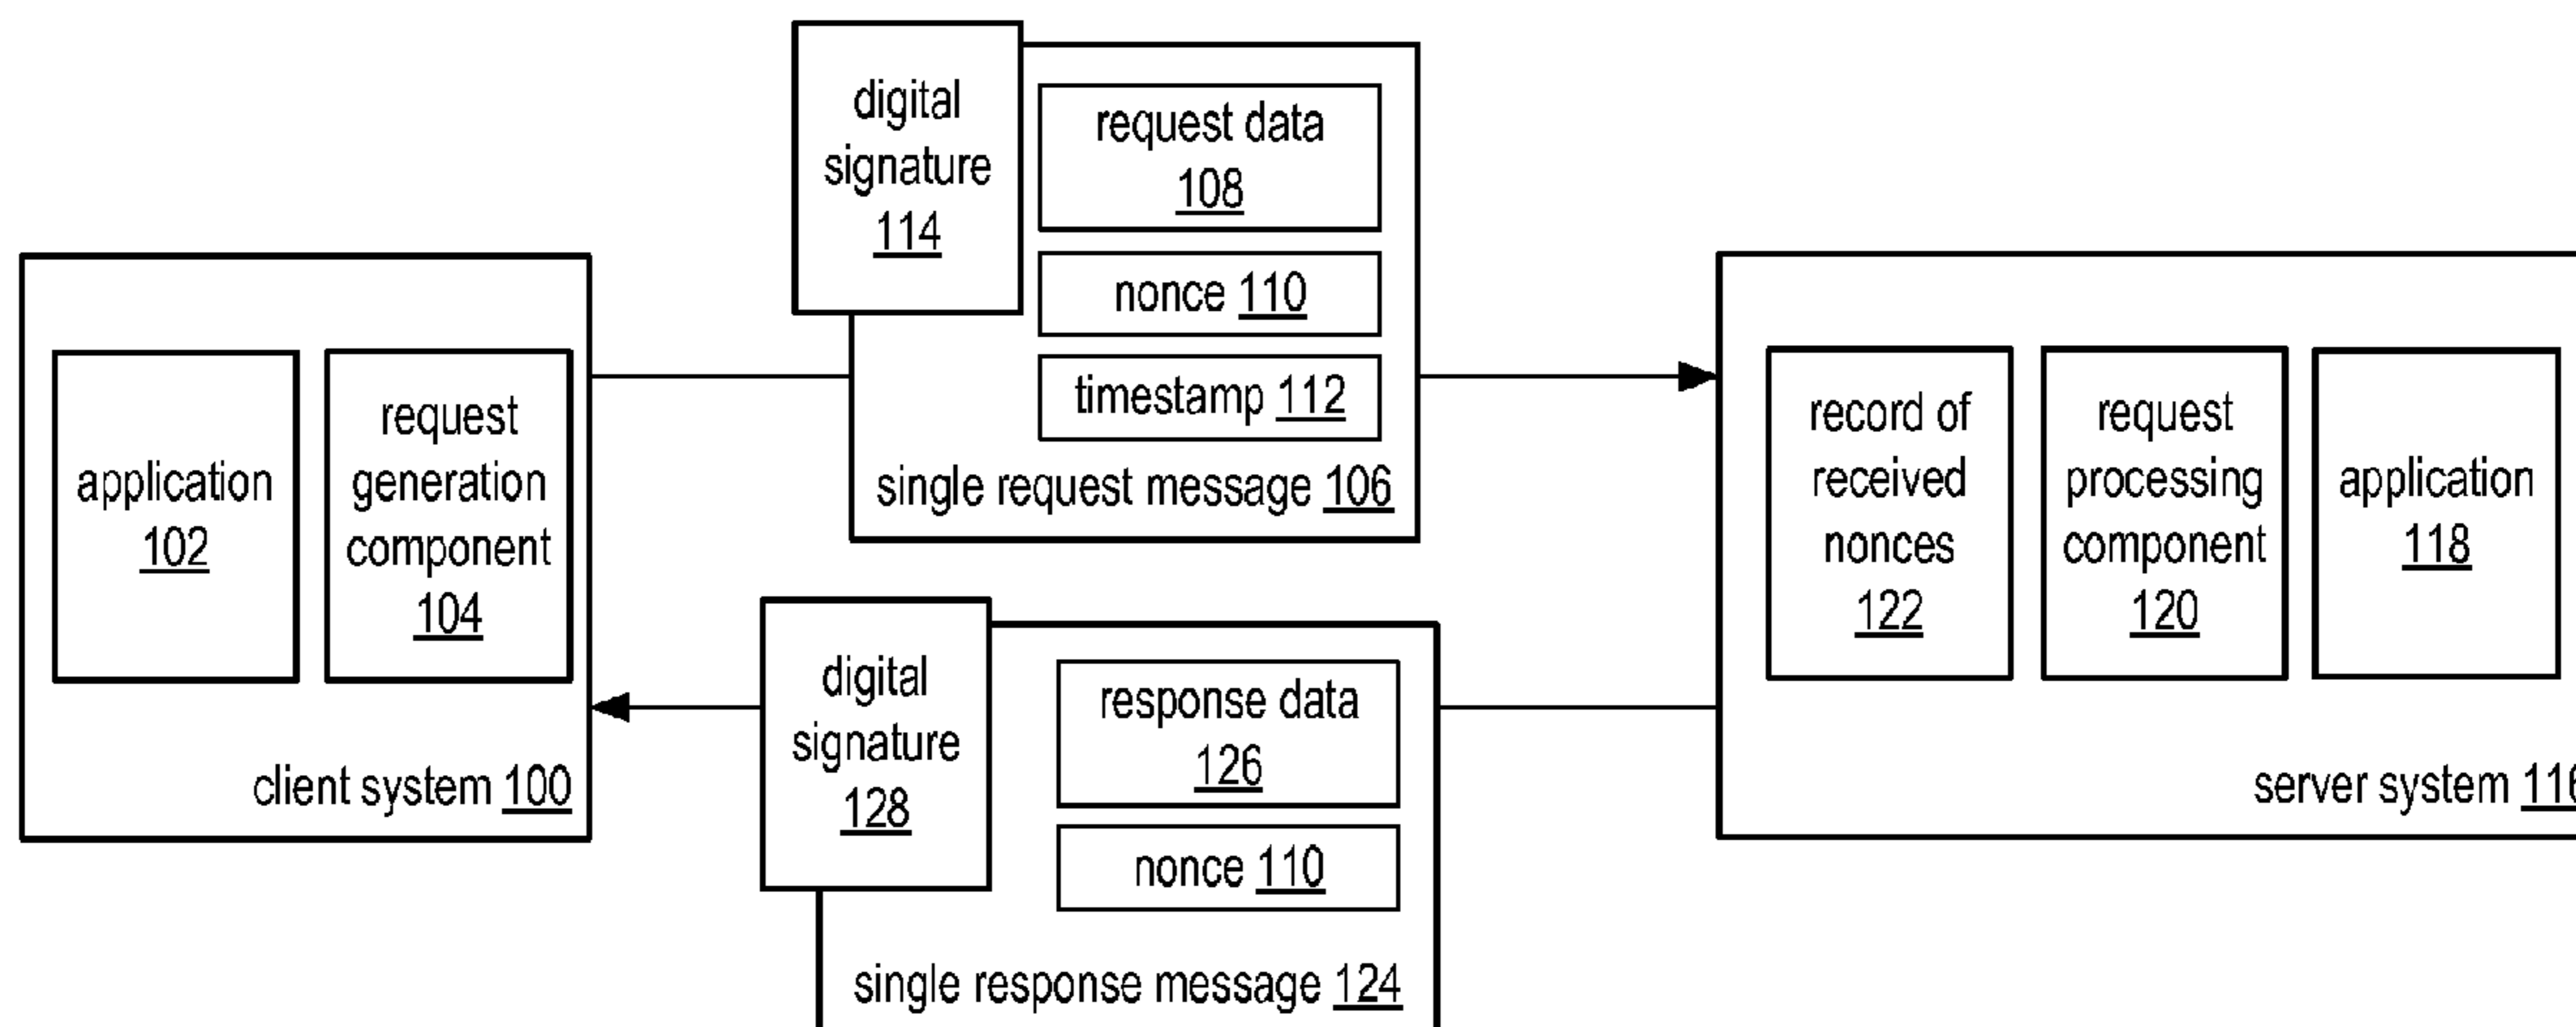 digital
signature
114
request data
108
nonce 110
timestamp 112
single request message 106
application
102
request
generation
component
104
client system 100
record of
received
nonces
122
request
processing
component
120
application
118
server system 116
digital
signature
128
response data
126
nonce 110
single response message 124